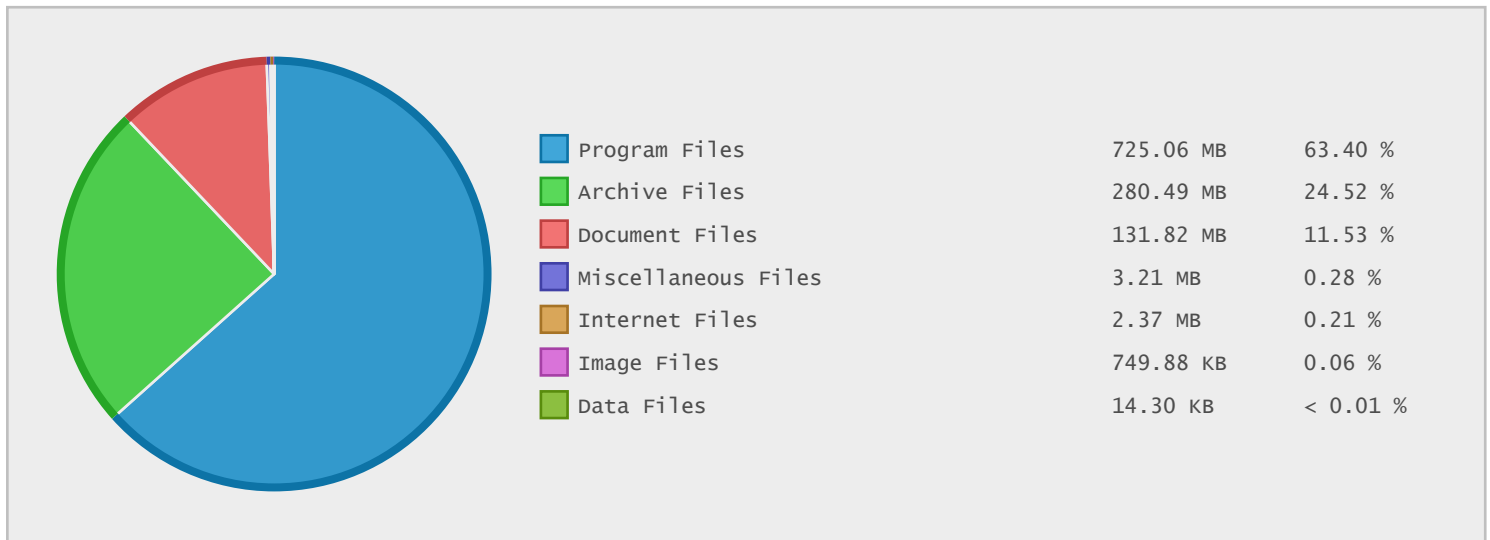 Program Files 725.06 MB 63.40 %
Archive Files 280.49 MB 24.52 %
Document Files 131.82 MB 11.53 %
Miscellaneous Files 3.21 MB 0.28 %
Internet Files 2.37 MB 0.21 %
Image Files 749.88 KB 0.06 %
Data Files 14.30 KB < 0.01 %